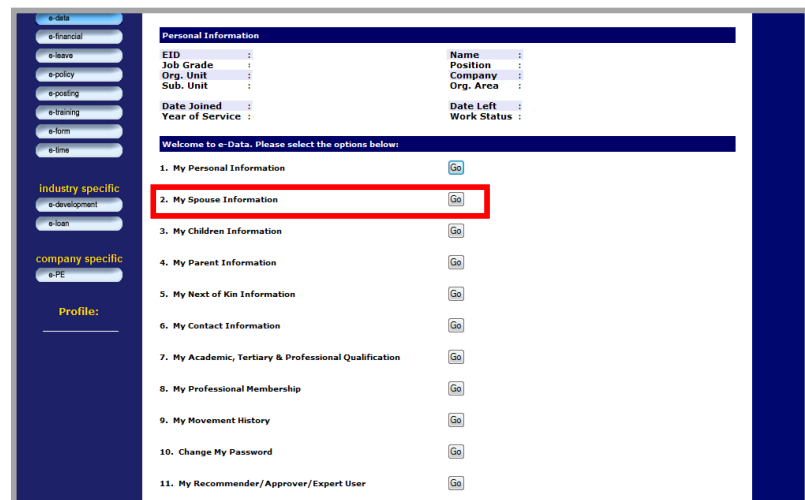 e-data
e-financial
e-leave
e-policy
e-posting
e-training
e-form
e-time
industry specific
e-development
e-loan
company specific
e-PE
Profile:
Personal Information
EID : Name :
Job Grade : Position :
Org. Unit : Company :
Sub. Unit : Org. Area :
Date Joined : Date Left :
Year of Service : Work Status :
Welcome to e-Data. Please select the options below:
1. My Personal Information Go
2. My Spouse Information Go
3. My Children Information Go
4. My Parent Information Go
5. My Next of Kin Information Go
6. My Contact Information Go
7. My Academic, Tertiary & Professional Qualification Go
8. My Professional Membership Go
9. My Movement History Go
10. Change My Password Go
11. My Recommender/Approver/Expert User Go